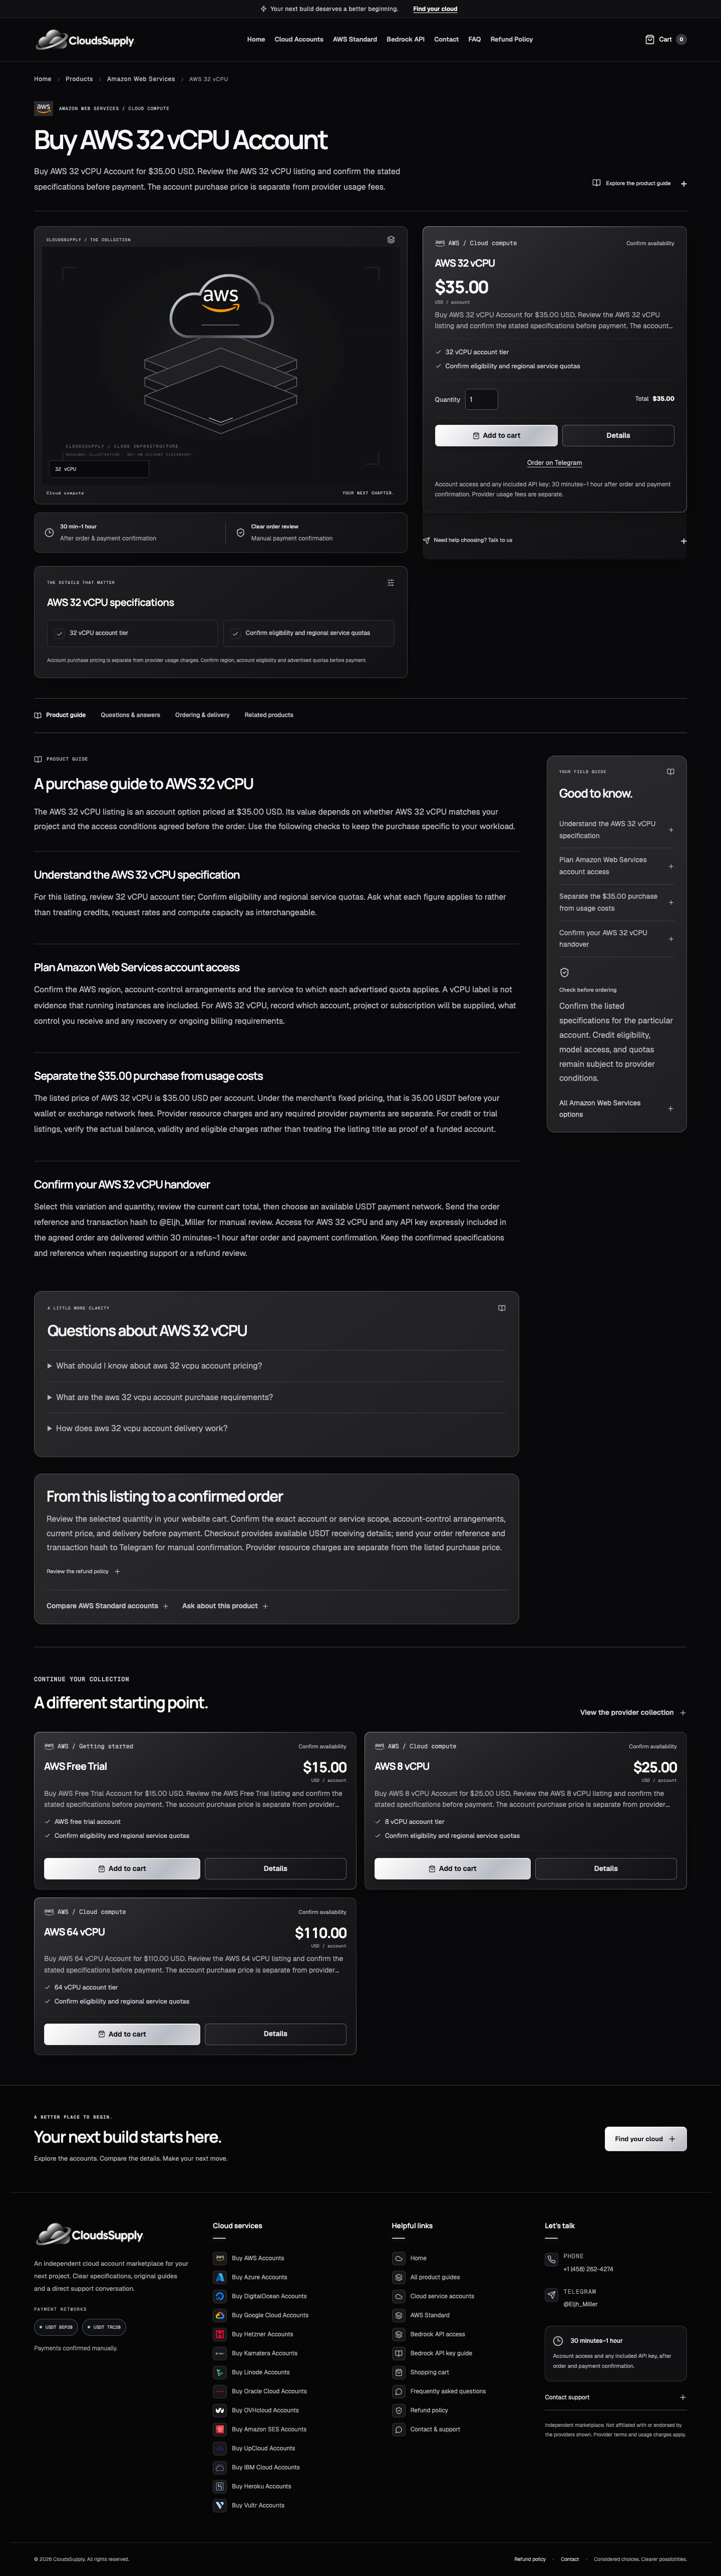 Your next build deserves a better beginning. Find your cloud
CloudsSupply
Home Cloud Accounts AWS Standard Bedrock API Contact FAQ Refund Policy
Cart 0
Home > Products > Amazon Web Services > AWS 32 vCPU
aws AMAZON WEB SERVICES / CLOUD COMPUTE
Buy AWS 32 vCPU Account
Buy AWS 32 vCPU Account for $35.00 USD. Review the AWS 32 vCPU listing and confirm the stated
specifications before payment. The account purchase price is separate from provider usage fees.
Explore the product guide +
CLOUDSSUPPLY / THE COLLECTION
aws
CLOUDSSUPPLY / CLOUD INFRASTRUCTURE
32 vCPU
Cloud compute YOUR NEXT CHAPTER.
30 min–1 hour
After order & payment confirmation
Clear order review
Manual payment confirmation
THE DETAILS THAT MATTER
AWS 32 vCPU specifications
32 vCPU account tier
Confirm eligibility and regional service quotas
Account purchase pricing is separate from provider usage charges. Confirm region, account eligibility and advertised quotas before payment.
aws AWS / Cloud compute Confirm availability
AWS 32 vCPU
$35.00
USD / account
Buy AWS 32 vCPU Account for $35.00 USD. Review the AWS 32 vCPU
listing and confirm the stated specifications before payment. The account...
32 vCPU account tier
Confirm eligibility and regional service quotas
Quantity 1 Total $35.00
Add to cart Details
Order on Telegram
Account access and any included API key: 30 minutes–1 hour after order and payment
confirmation. Provider usage fees are separate.
Need help choosing? Talk to us +
Product guide Questions & answers Ordering & delivery Related products
PRODUCT GUIDE
A purchase guide to AWS 32 vCPU
The AWS 32 vCPU listing is an account option priced at $35.00 USD. Its value depends on whether AWS 32 vCPU matches your
project and the access conditions agreed before the order. Use the following checks to keep the purchase specific to your workload.
Understand the AWS 32 vCPU specification
For this listing, review 32 vCPU account tier; Confirm eligibility and regional service quotas. Ask what each figure applies to rather
than treating credits, request rates and compute capacity as interchangeable.
Plan Amazon Web Services account access
Confirm the AWS region, account-control arrangements and the service to which each advertised quota applies. A vCPU label is not
evidence that running instances are included. For AWS 32 vCPU, record which account, project or subscription will be supplied, what
control you receive and any recovery or ongoing billing requirements.
Separate the $35.00 purchase from usage costs
The listed price of AWS 32 vCPU is $35.00 USD per account. Under the merchant's fixed pricing, that is 35.00 USDT before your
wallet or exchange network fees. Provider resource charges and any required provider payments are separate. For credit or trial
listings, verify the actual balance, validity and eligible charges rather than treating the listing title as proof of a funded account.
Confirm your AWS 32 vCPU handover
Select this variation and quantity, review the current cart total, then choose an available USDT payment network. Send the order
reference and transaction hash to @Eljh_Miller for manual review. Access for AWS 32 vCPU and any API key expressly included in
the agreed order are delivered within 30 minutes–1 hour after order and payment confirmation. Keep the confirmed specifications
and reference when requesting support or a refund review.
YOUR FIELD GUIDE
Good to know.
Understand the AWS 32 vCPU
specification +
Plan Amazon Web Services
account access +
Separate the $35.00 purchase
from usage costs +
Confirm your AWS 32 vCPU
handover +
Check before ordering
Confirm the listed
specifications for the particular
account. Credit eligibility,
model access, and quotas
remain subject to provider
conditions.
All Amazon Web Services
options +
A LITTLE MORE CLARITY
Questions about AWS 32 vCPU
What should I know about aws 32 vcpu account pricing?
What are the aws 32 vcpu account purchase requirements?
How does aws 32 vcpu account delivery work?
From this listing to a confirmed order
Review the selected quantity in your website cart. Confirm the exact account or service scope, account-control arrangements,
current price, and delivery before payment. Checkout provides available USDT receiving details; send your order reference and
transaction hash to Telegram for manual confirmation. Provider resource charges are separate from the listed purchase price.
Review the refund policy +
Compare AWS Standard accounts + Ask about this product +
CONTINUE YOUR COLLECTION
A different starting point.
View the provider collection +
aws AWS / Getting started Confirm availability
AWS Free Trial $15.00
USD / account
Buy AWS Free Trial Account for $15.00 USD. Review the AWS Free Trial listing and confirm the
stated specifications before payment. The account purchase price is separate from provider...
AWS free trial account
Confirm eligibility and regional service quotas
Add to cart Details
aws AWS / Cloud compute Confirm availability
AWS 8 vCPU $25.00
USD / account
Buy AWS 8 vCPU Account for $25.00 USD. Review the AWS 8 vCPU listing and confirm the
stated specifications before payment. The account purchase price is separate from provider...
8 vCPU account tier
Confirm eligibility and regional service quotas
Add to cart Details
aws AWS / Cloud compute Confirm availability
AWS 64 vCPU $110.00
USD / account
Buy AWS 64 vCPU Account for $110.00 USD. Review the AWS 64 vCPU listing and confirm the
stated specifications before payment. The account purchase price is separate from provider...
64 vCPU account tier
Confirm eligibility and regional service quotas
Add to cart Details
A BETTER PLACE TO BEGIN.
Your next build starts here.
Explore the accounts. Compare the details. Make your next move.
Find your cloud +
CloudsSupply
An independent cloud account marketplace for your
next project. Clear specifications, original guides
and a direct support conversation.
PAYMENT NETWORKS
USDT BEP20 USDT TRC20
Payments confirmed manually.
Cloud services
Buy AWS Accounts
Buy Azure Accounts
Buy DigitalOcean Accounts
Buy Google Cloud Accounts
Buy Hetzner Accounts
Buy Kamatera Accounts
Buy Linode Accounts
Buy Oracle Cloud Accounts
Buy OVHcloud Accounts
Buy Amazon SES Accounts
Buy UpCloud Accounts
Buy IBM Cloud Accounts
Buy Heroku Accounts
Buy Vultr Accounts
Helpful links
Home
All product guides
Cloud service accounts
AWS Standard
Bedrock API access
Bedrock API key guide
Shopping cart
Frequently asked questions
Refund policy
Contact & support
Let's talk
PHONE
+1 (458) 262-4274
TELEGRAM
@Eljh_Miller
30 minutes–1 hour
Account access and any included API key, after
order and payment confirmation.
Contact support +
Independent marketplace. Not affiliated with or endorsed by
the providers shown. Provider terms and usage charges apply.
© 2026 CloudsSupply. All rights reserved.
Refund policy · Contact · Considered choices. Clearer possibilities.